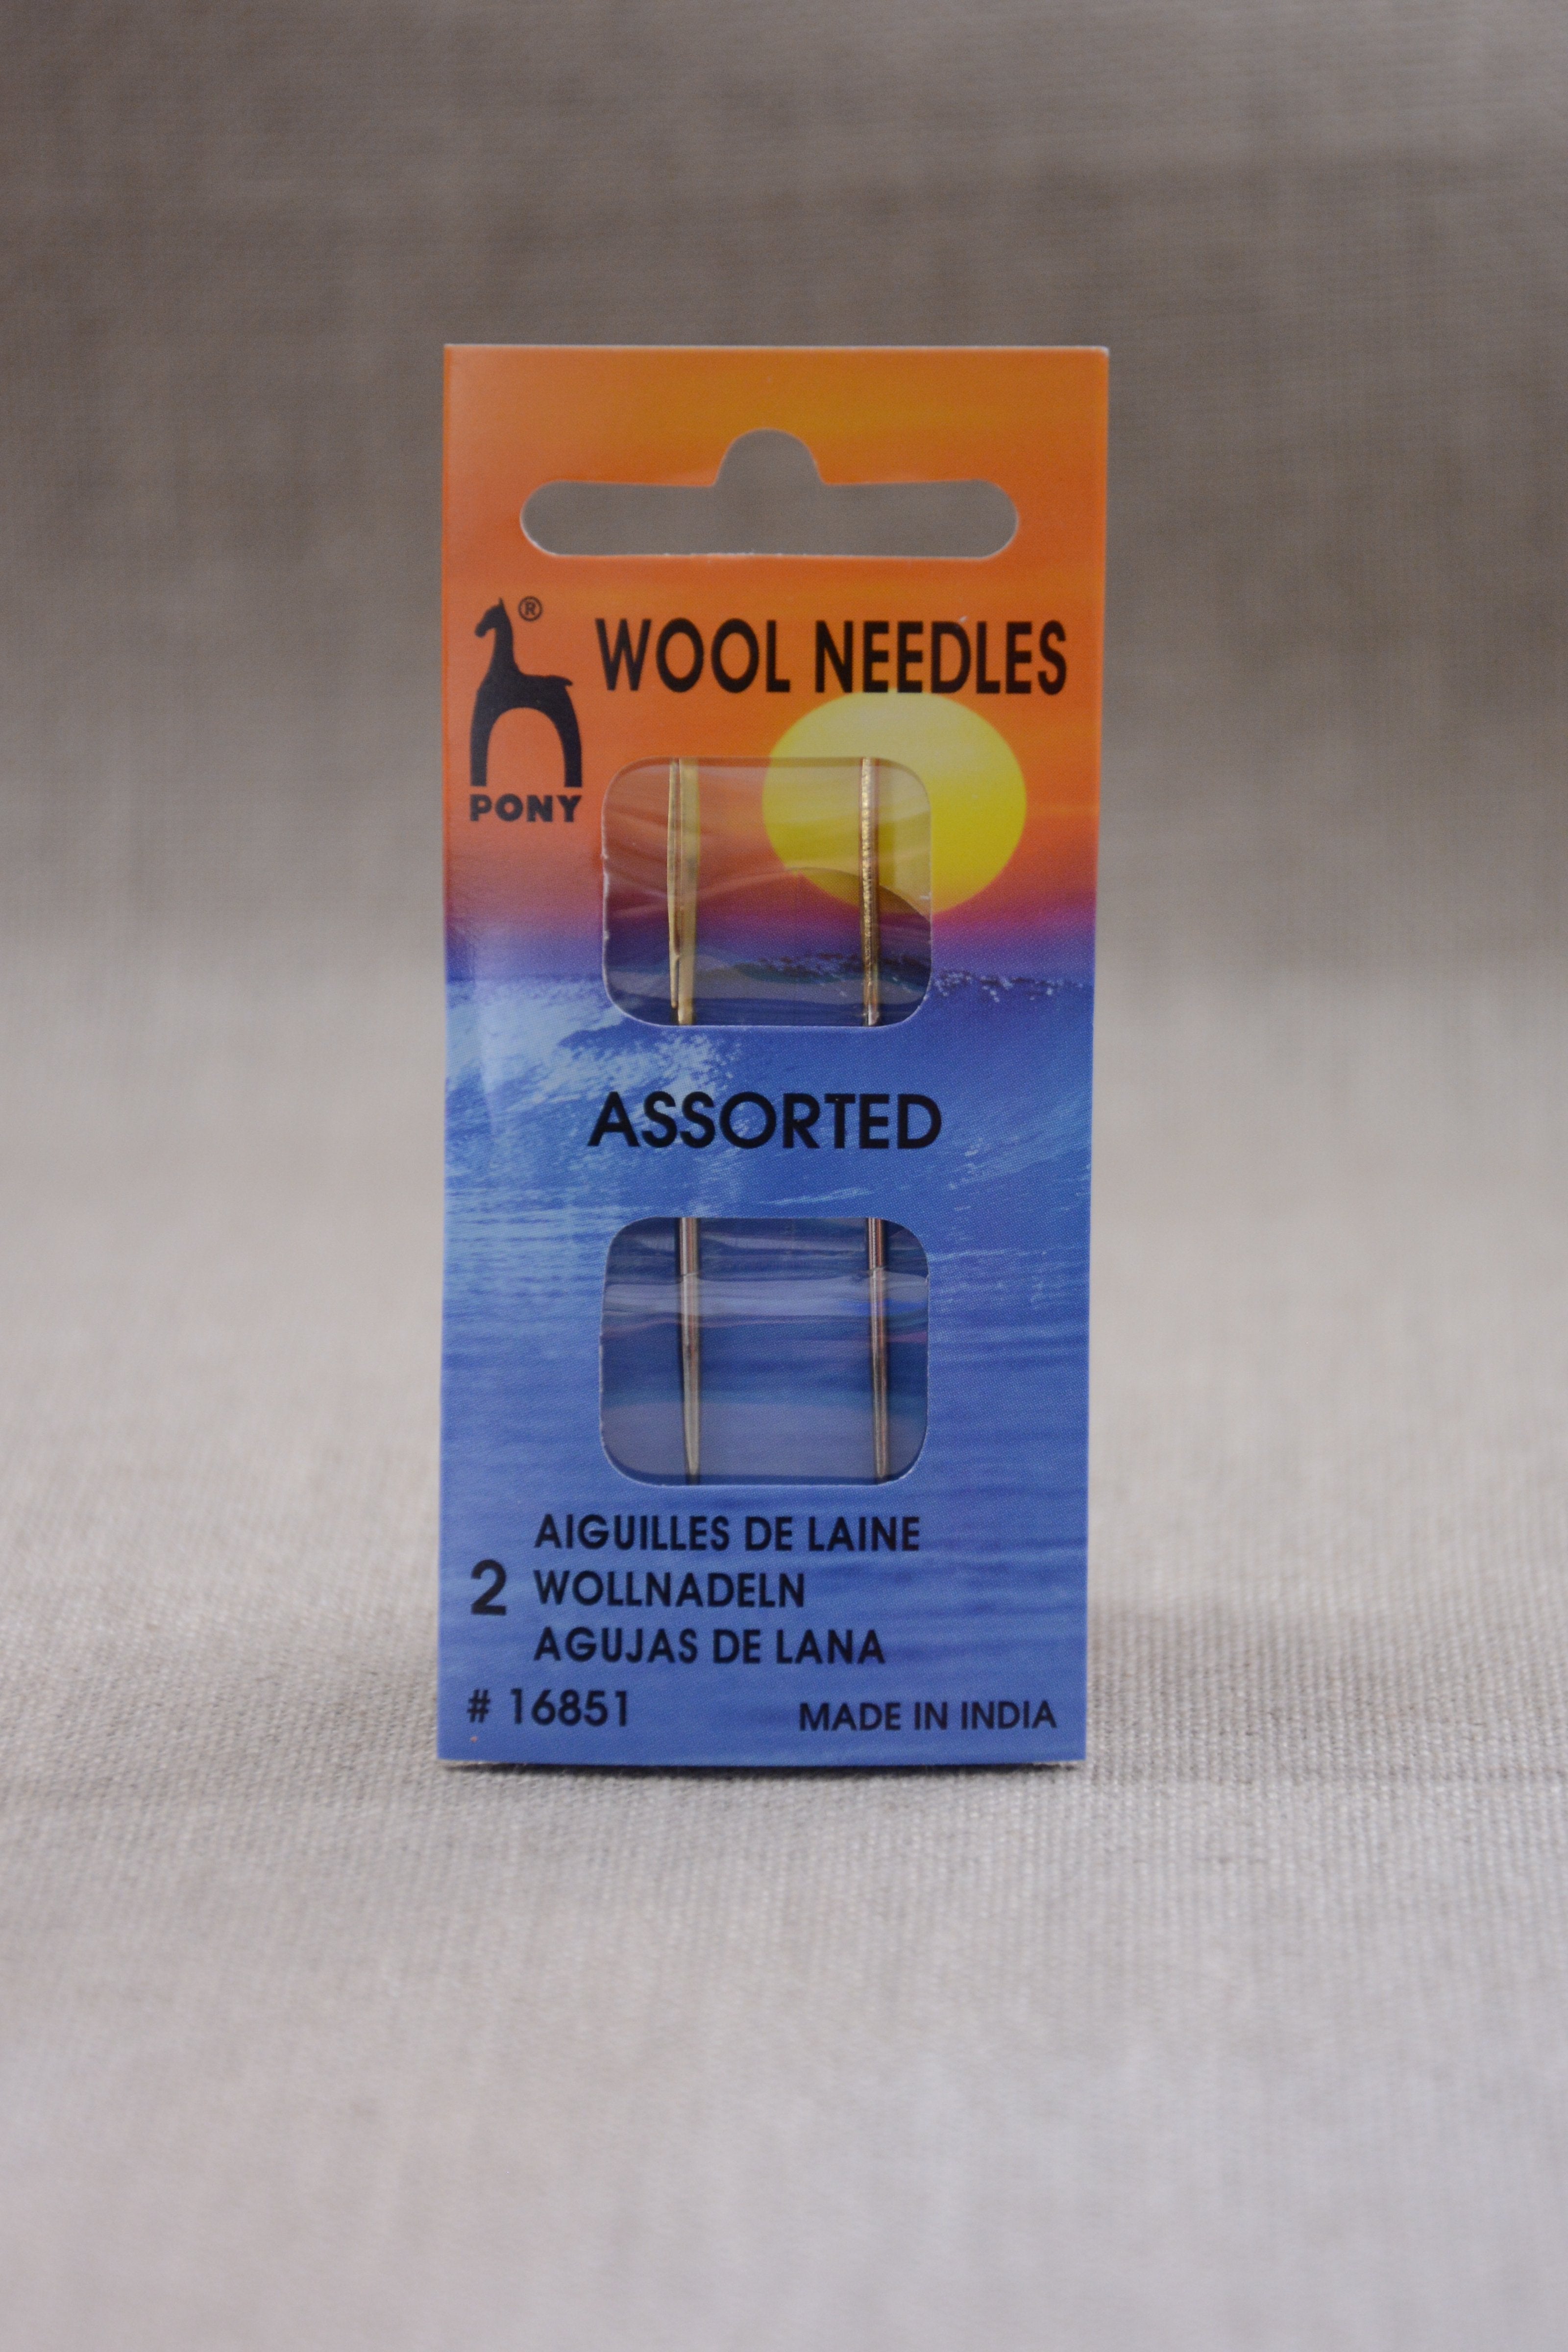 ®
WOOL NEEDLES
PONY
ASSORTED
AIGUILLES DE LAINE
2 WOLLNADELN
AGUJAS DE LANA
# 16851 MADE IN INDIA